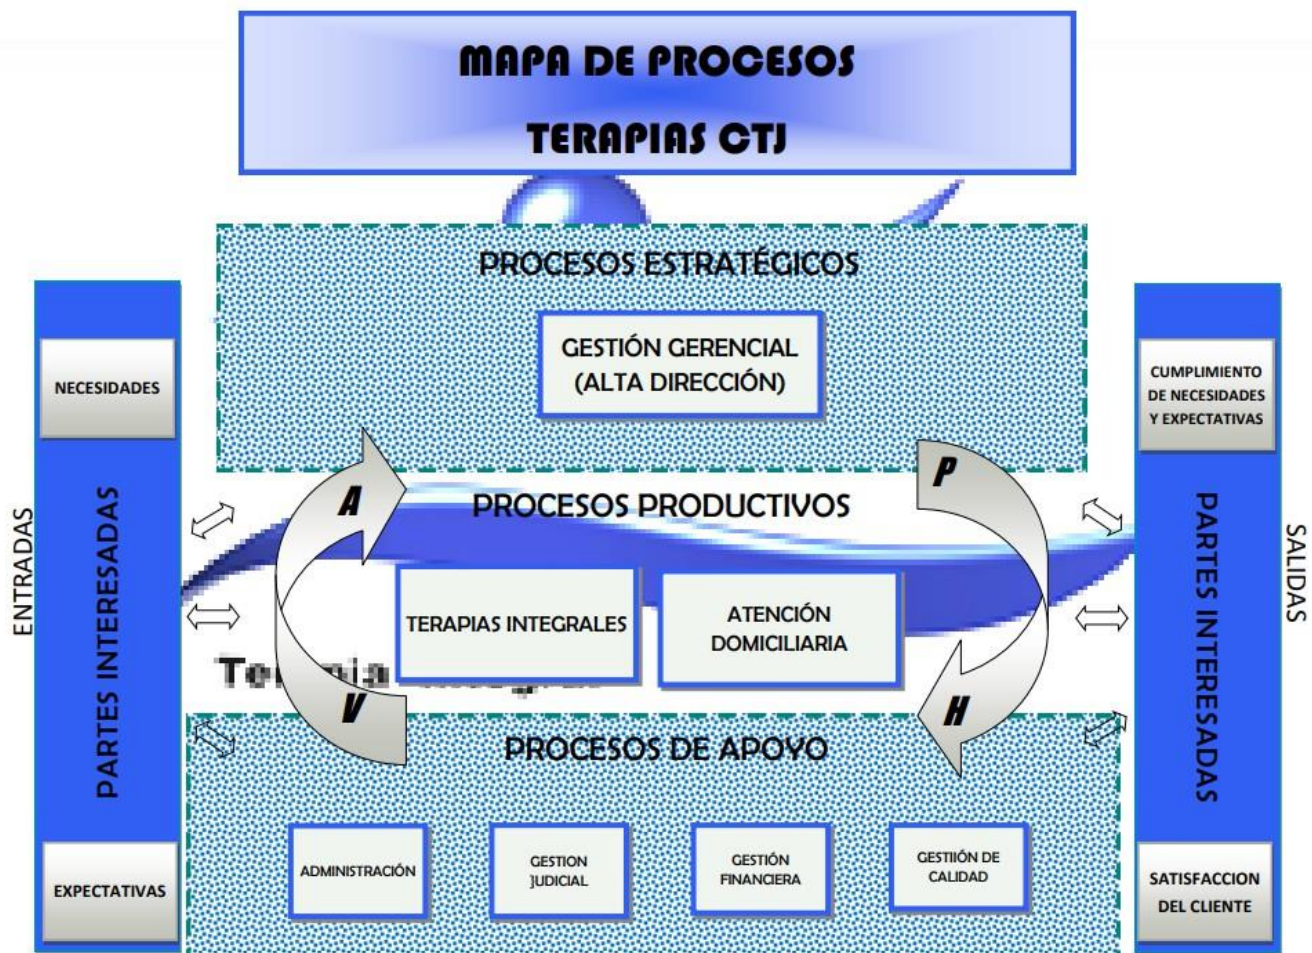 MAPA DE PROCESOS
TERAPIAS CTJ
PROCESOS ESTRATÉGICOS
GESTIÓN GERENCIAL
(ALTA DIRECCIÓN)
NECESIDADES
CUMPLIMIENTO
DE NECESIDADES
Y EXPECTATIVAS
ENTRADAS
PARTES INTERESADAS
A
P
PROCESOS PRODUCTIVOS
PARTES INTERESADAS
SALIDAS
TERAPIAS INTEGRALES
ATENCIÓN
DOMICILIARIA
V
H
PROCESOS DE APOYO
ADMINISTRACIÓN
GESTION
JUDICIAL
GESTIÓN
FINANCIERA
GESTIIÓN DE
CALIDAD
EXPECTATIVAS
SATISFACCION
DEL CLIENTE